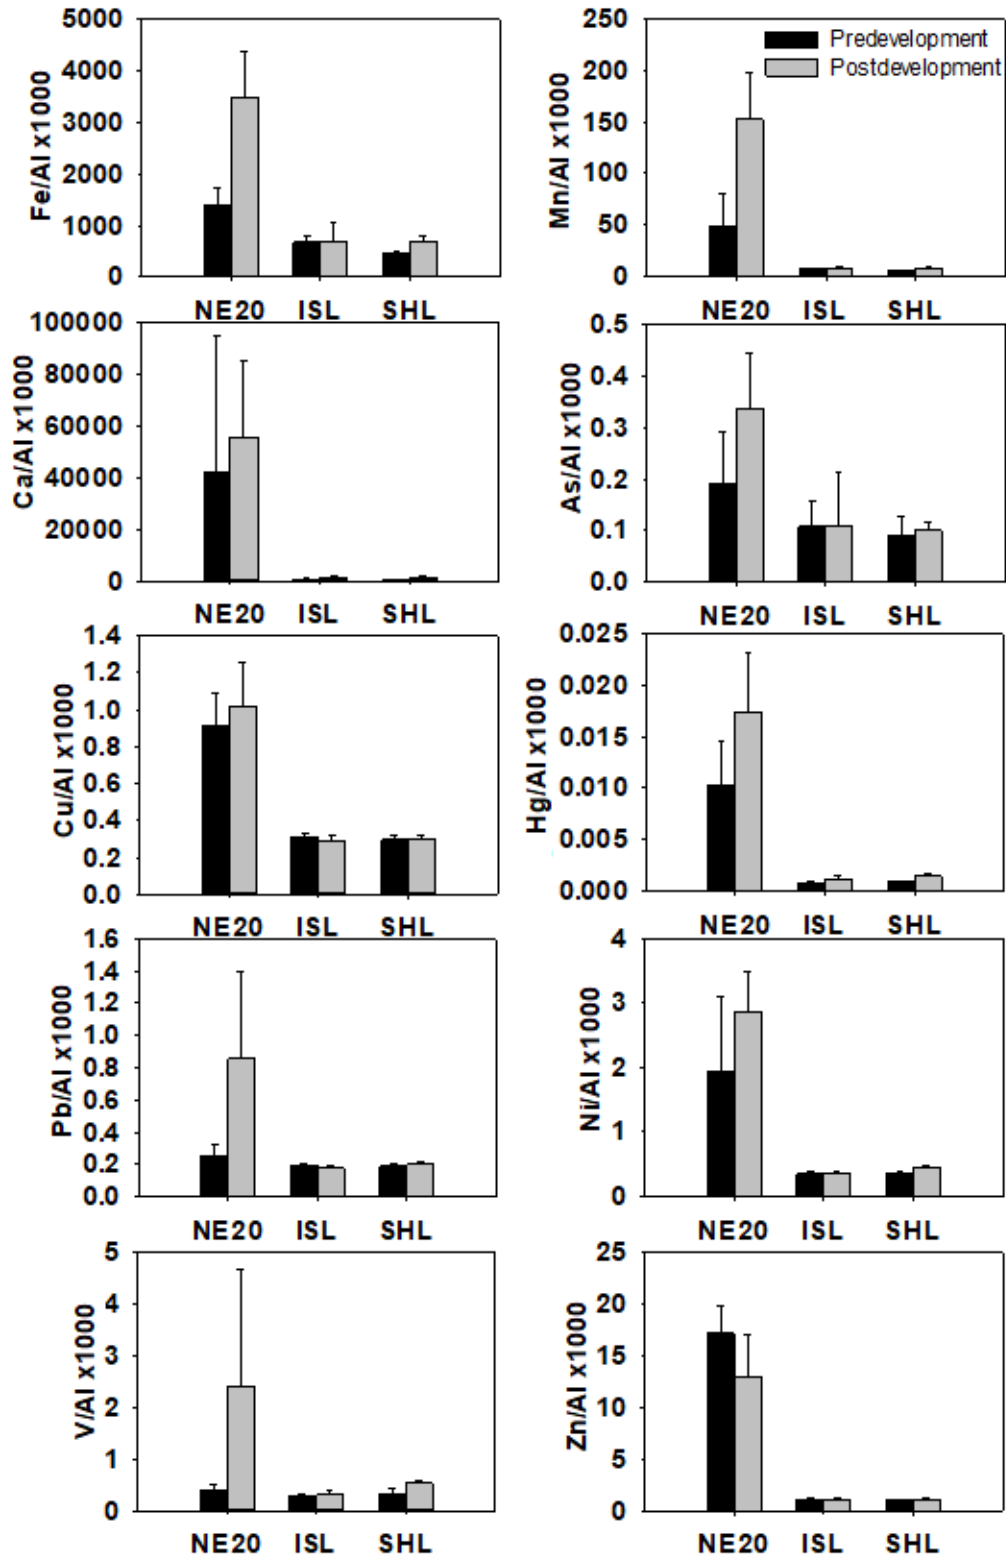 Fe/Al x1000
5000
4000
3000
2000
1000
0
NE20 ISL SHL
Mn/Al x1000
250
200
150
100
50
0
Predevelopment
Postdevelopment
NE20 ISL SHL
Ca/Al x1000
100000
80000
60000
40000
20000
0
NE20 ISL SHL
As/Al x1000
0.5
0.4
0.3
0.2
0.1
0.0
NE20 ISL SHL
Cu/Al x1000
1.4
1.2
1.0
0.8
0.6
0.4
0.2
0.0
NE20 ISL SHL
Hg/Al x1000
0.025
0.020
0.015
0.010
0.005
0.000
NE20 ISL SHL
Pb/Al x1000
1.6
1.4
1.2
1.0
0.8
0.6
0.4
0.2
0.0
NE20 ISL SHL
Ni/Al x1000
4
3
2
1
0
NE20 ISL SHL
V/Al x1000
5
4
3
2
1
0
NE20 ISL SHL
Zn/Al x1000
25
20
15
10
5
0
NE20 ISL SHL